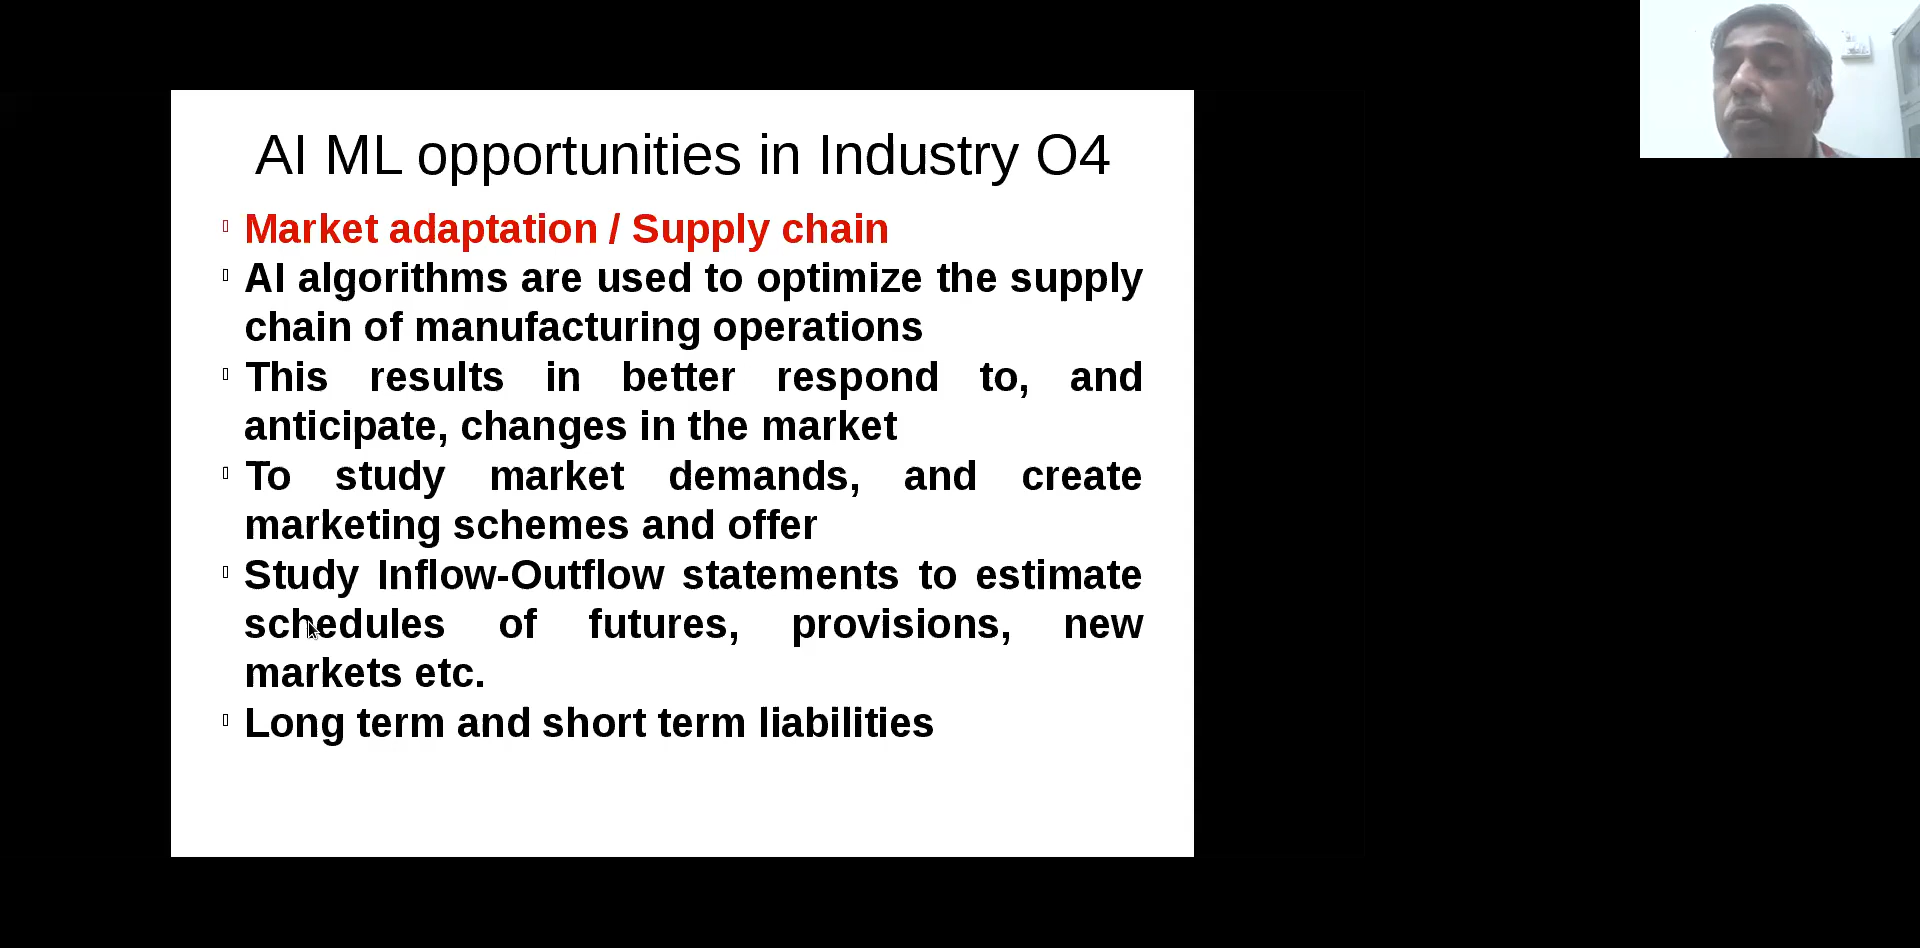 AI ML opportunities in Industry O4
Market adaptation / Supply chain
AI algorithms are used to optimize the supply
chain of manufacturing operations
This results in better respond to, and
anticipate, changes in the market
To study market demands, and create
marketing schemes and offer
Study Inflow-Outflow statements to estimate
schedules of futures, provisions, new
markets etc.
Long term and short term liabilities